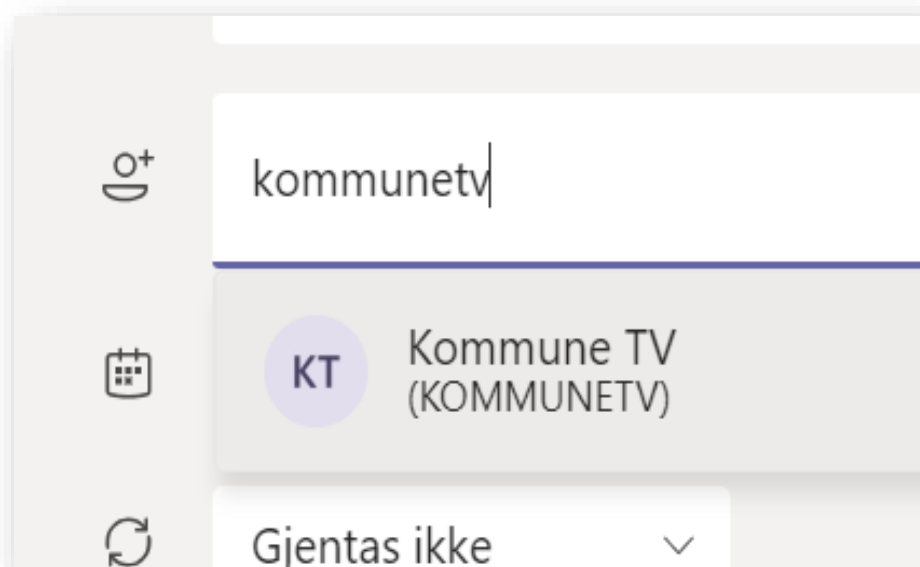 kommunetv
KT
Kommune TV
(KOMMUNETV)
Gjentas ikke